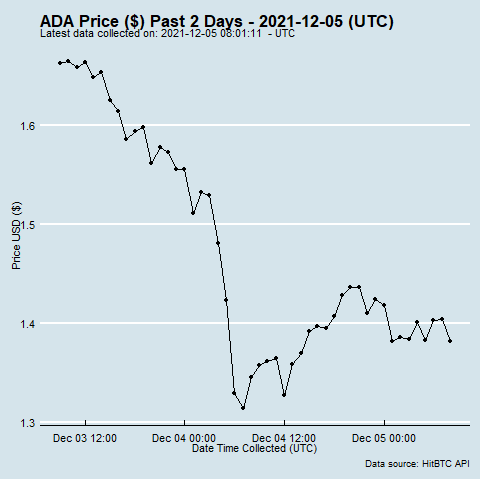 ADA Price ($) Past 2 Days - 2021-12-05 (UTC)
Latest data collected on: 2021-12-05 08:01:11 - UTC
Price USD ($)
1.6
1.5
1.4
1.3
Dec 03 12:00 Dec 04 00:00 Dec 04 12:00 Dec 05 00:00
Date Time Collected (UTC)
Data source: HitBTC API